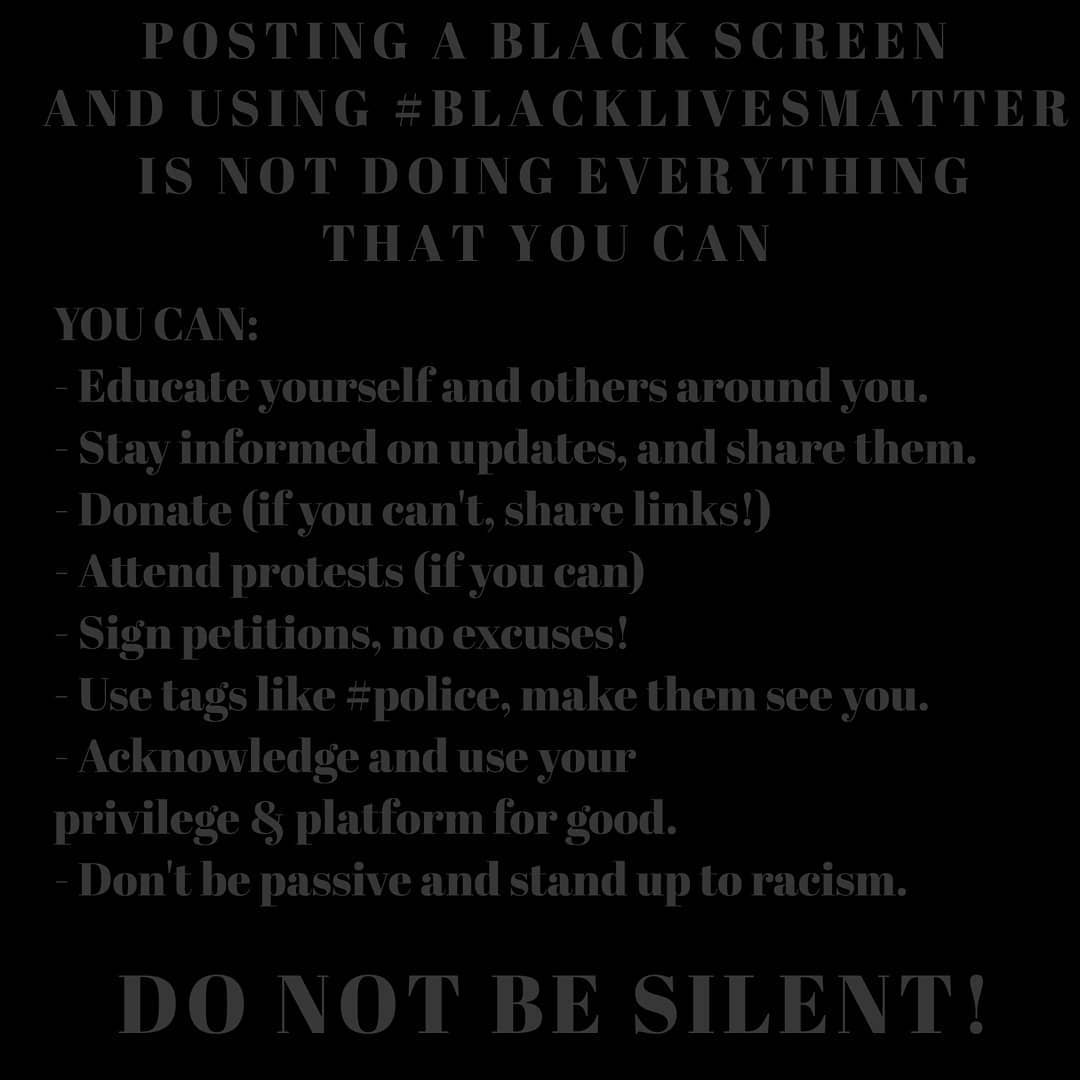 POSTING A BLACK SCREEN
AND USING #BLACKLIVESMATTER
IS NOT DOING EVERYTHING
THAT YOU CAN
YOU CAN:
- Educate yourself and others around you.
- Stay informed on updates, and share them.
- Donate (if you can't, share links!)
- Attend protests (if you can)
- Sign petitions, no excuses!
- Use tags like #police, make them see you.
- Acknowledge and use your
privilege & platform for good.
- Don't be passive and stand up to racism.
DO NOT BE SILENT!